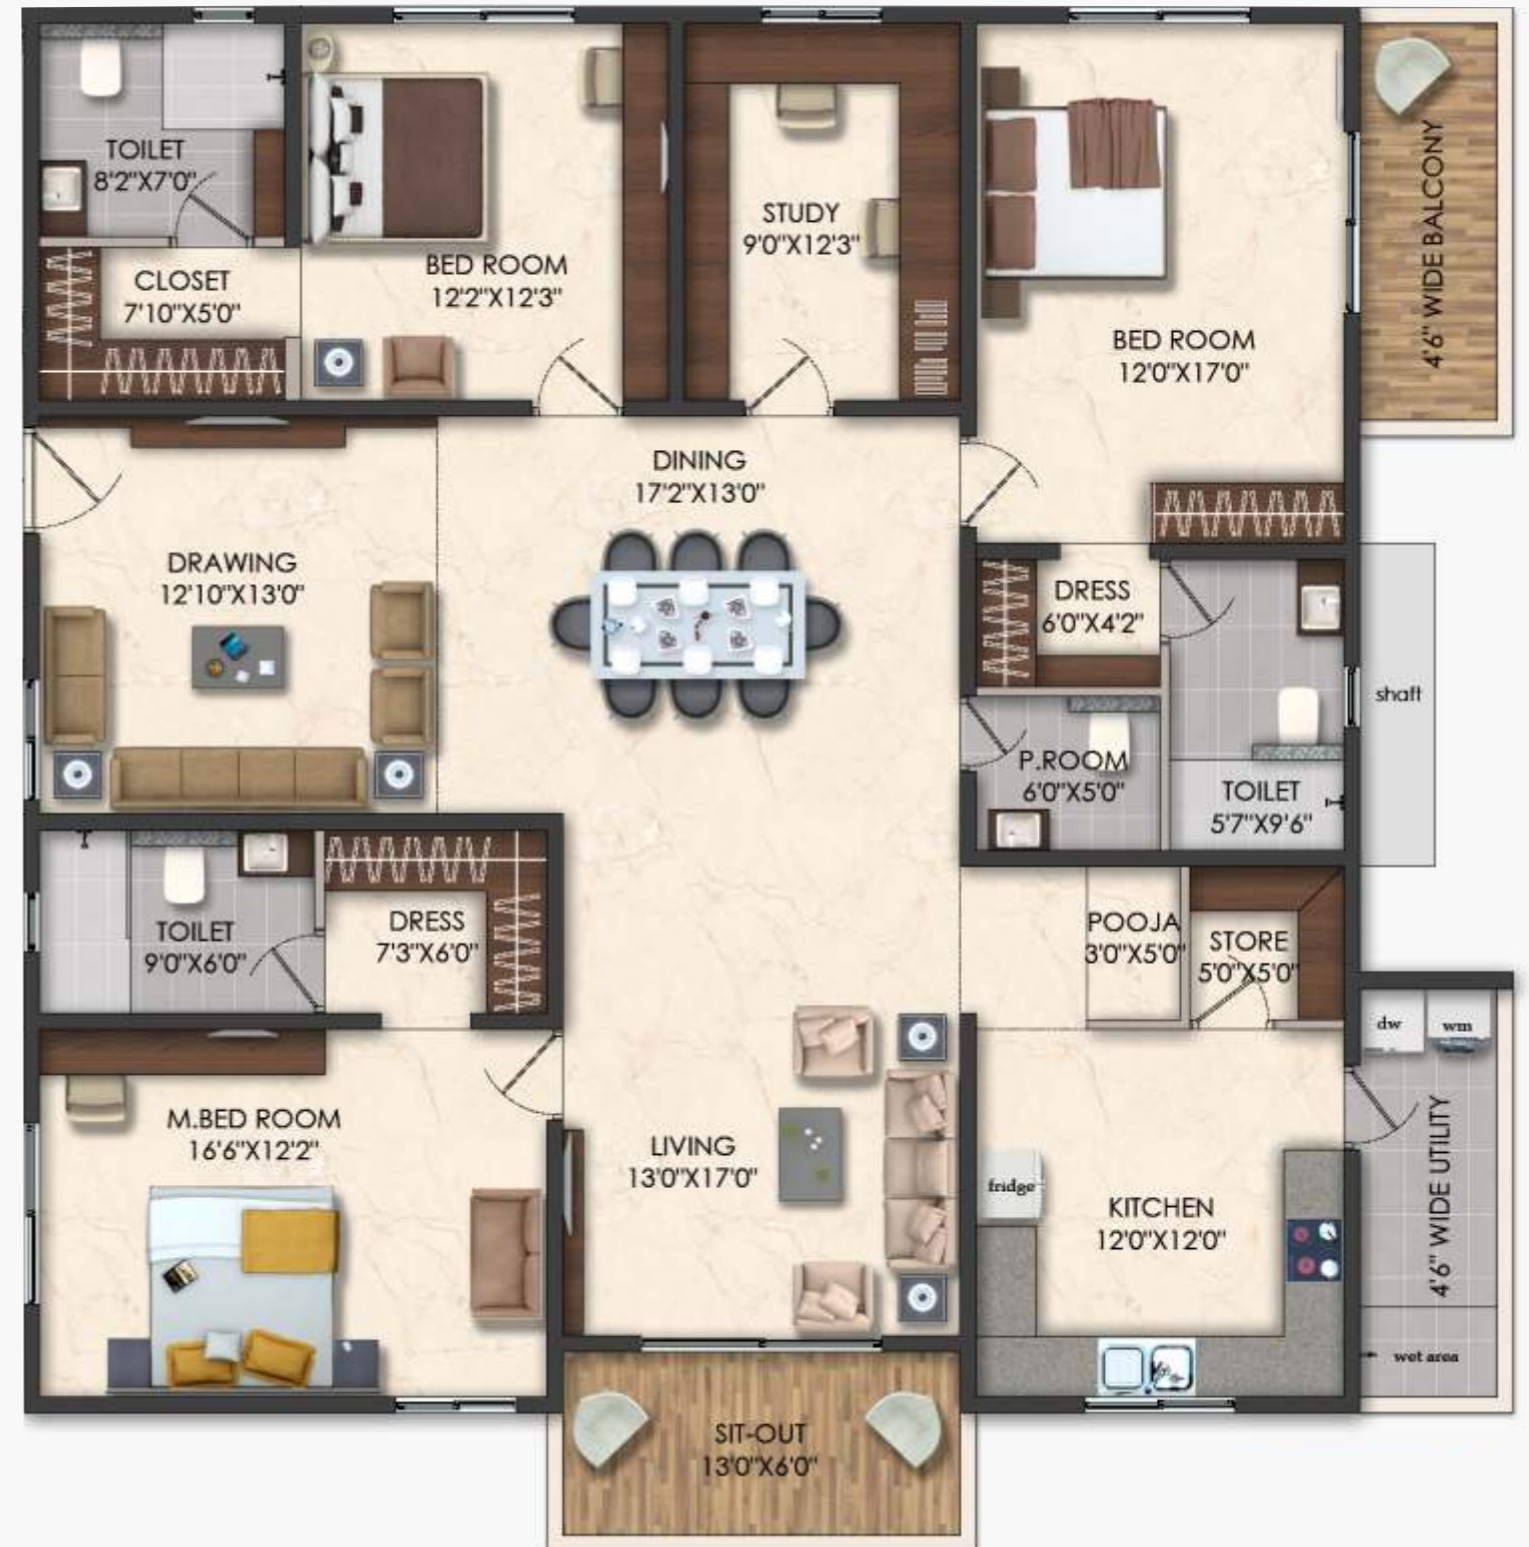 TOILET
8'2"X7'0"
CLOSET
7'10"X5'0"
BED ROOM
12'2"X12'3"
STUDY
9'0"X12'3"
BED ROOM
12'0"X17'0"
4'6" WIDE BALCONY
DINING
17'2"X13'0"
DRAWING
12'10"X13'0"
DRESS
6'0"X4'2"
shaft
P.ROOM
6'0"X5'0"
TOILET
5'7"X9'6"
TOILET
9'0"X6'0"
DRESS
7'3"X6'0"
POOJA
3'0"X5'0"
STORE
5'0"X5'0"
dw
wm
M.BED ROOM
16'6"X12'2"
LIVING
13'0"X17'0"
fridge
KITCHEN
12'0"X12'0"
4'6" WIDE UTILITY
wet area
SIT-OUT
13'0"X6'0"